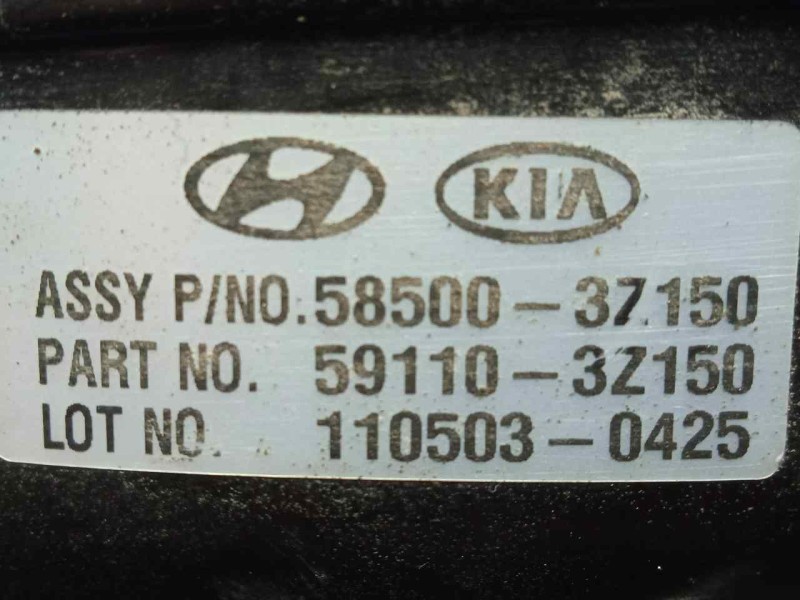 KIA
ASSY P/NO.58500-3Z150
PART NO. 59110-3Z150
LOT NO. 110503-0425